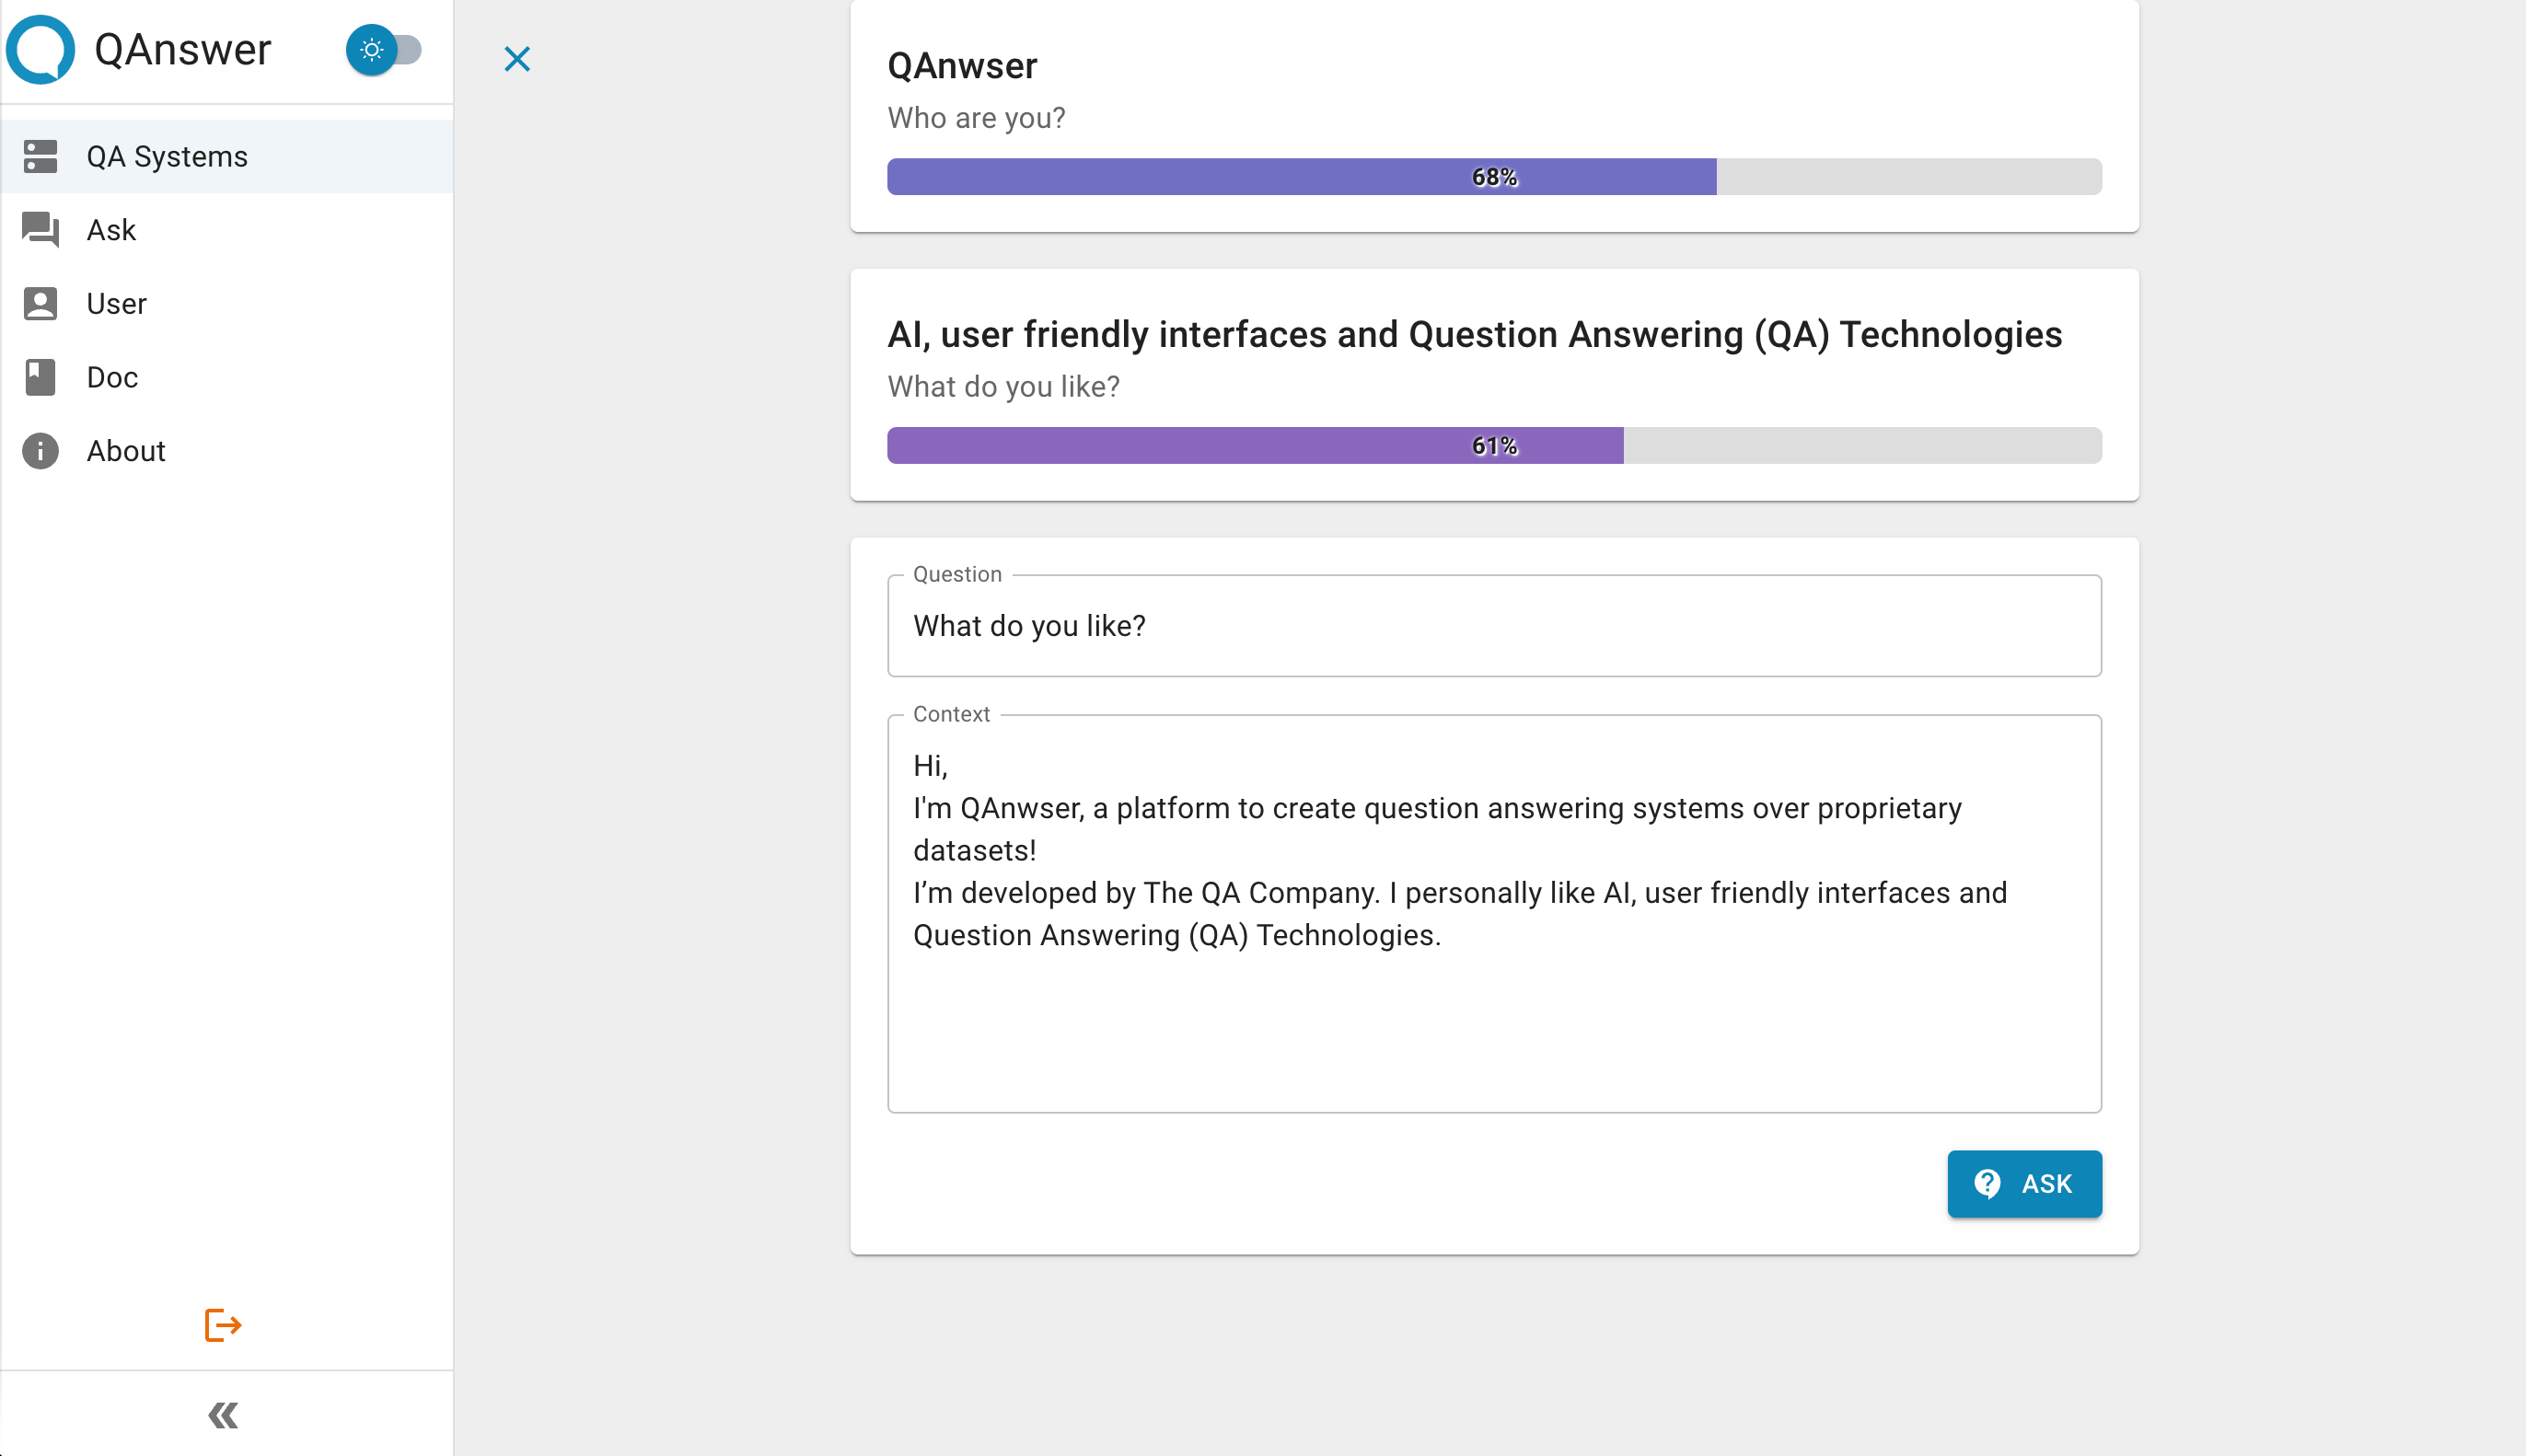 QAnswer
QA Systems
Ask
User
Doc
About
QAnwser
Who are you?
68%
AI, user friendly interfaces and Question Answering (QA) Technologies
What do you like?
61%
Question
What do you like?
Context
Hi,
I'm QAnwser, a platform to create question answering systems over proprietary
datasets!
I’m developed by The QA Company. I personally like AI, user friendly interfaces and
Question Answering (QA) Technologies.
ASK